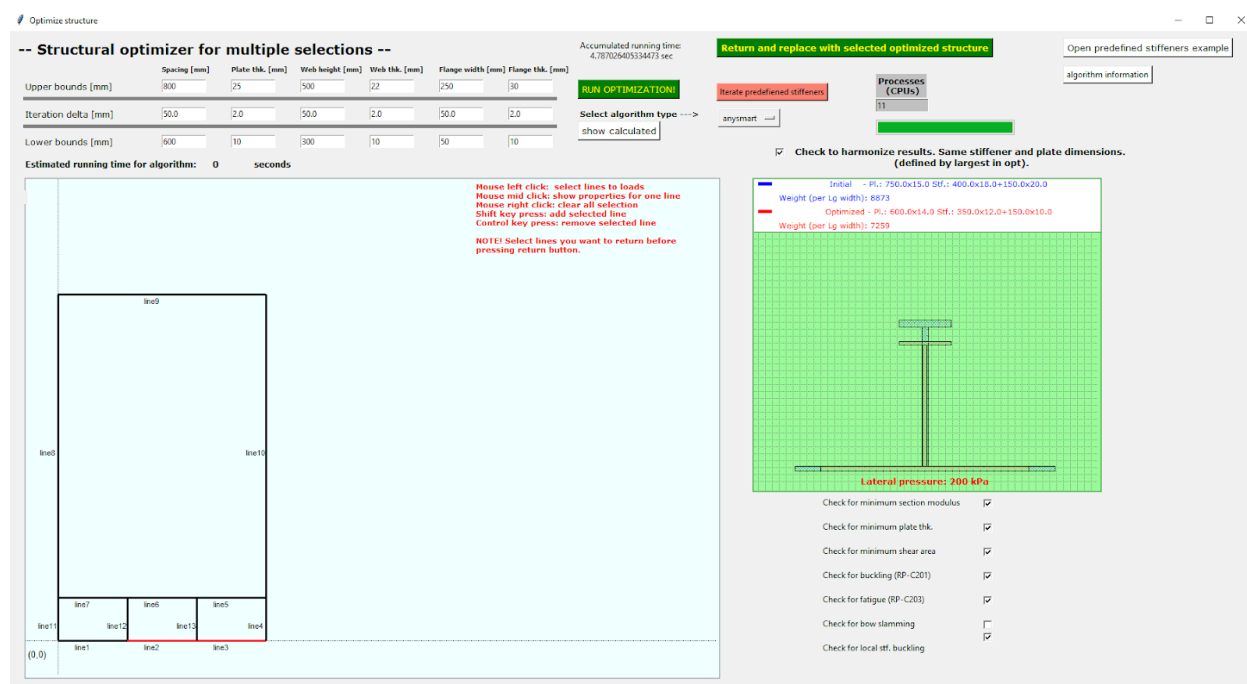 Optimize structure
-- Structural optimizer for multiple selections --
Accumulated running time:
4.787026405334473 sec
Return and replace with selected optimized structure
Open predefined stiffeners example
Spacing [mm] Plate thk. [mm] Web height [mm] Web thk. [mm] Flange width [mm] Flange thk. [mm]
Upper bounds [mm] 800 25 500 22 250 30
RUN OPTIMIZATION!
Iterate predefiened stiffeners
Processes
(CPUs)
11
algorithm information
Iteration delta [mm] 50.0 2.0 50.0 2.0 50.0 2.0
Select algorithm type --->
anysmart
show calculated
Lower bounds [mm] 600 10 300 10 50 10
Check to harmonize results. Same stiffener and plate dimensions.
(defined by largest in opt).
Estimated running time for algorithm: 0 seconds
Mouse left click: select lines to loads
Mouse mid click: show properties for one line
Mouse right click: clear all selection
Shift key press: add selected line
Control key press: remove selected line
NOTE! Select lines you want to return before
pressing return button.
line9
line8
line10
line7
line6
line5
line11
line12
line13
line4
line1
line2
line3
(0,0)
Initial - Pl.: 750.0x15.0 Stf.: 400.0x18.0+150.0x20.0
Weight (per Lg width): 8873
Optimized - Pl.: 600.0x14.0 Stf.: 350.0x12.0+150.0x10.0
Weight (per Lg width): 7259
Lateral pressure: 200 kPa
Check for minimum section modulus
Check for minimum plate thk.
Check for minimum shear area
Check for buckling (RP-C201)
Check for fatigue (RP-C203)
Check for bow slamming
Check for local stf. buckling